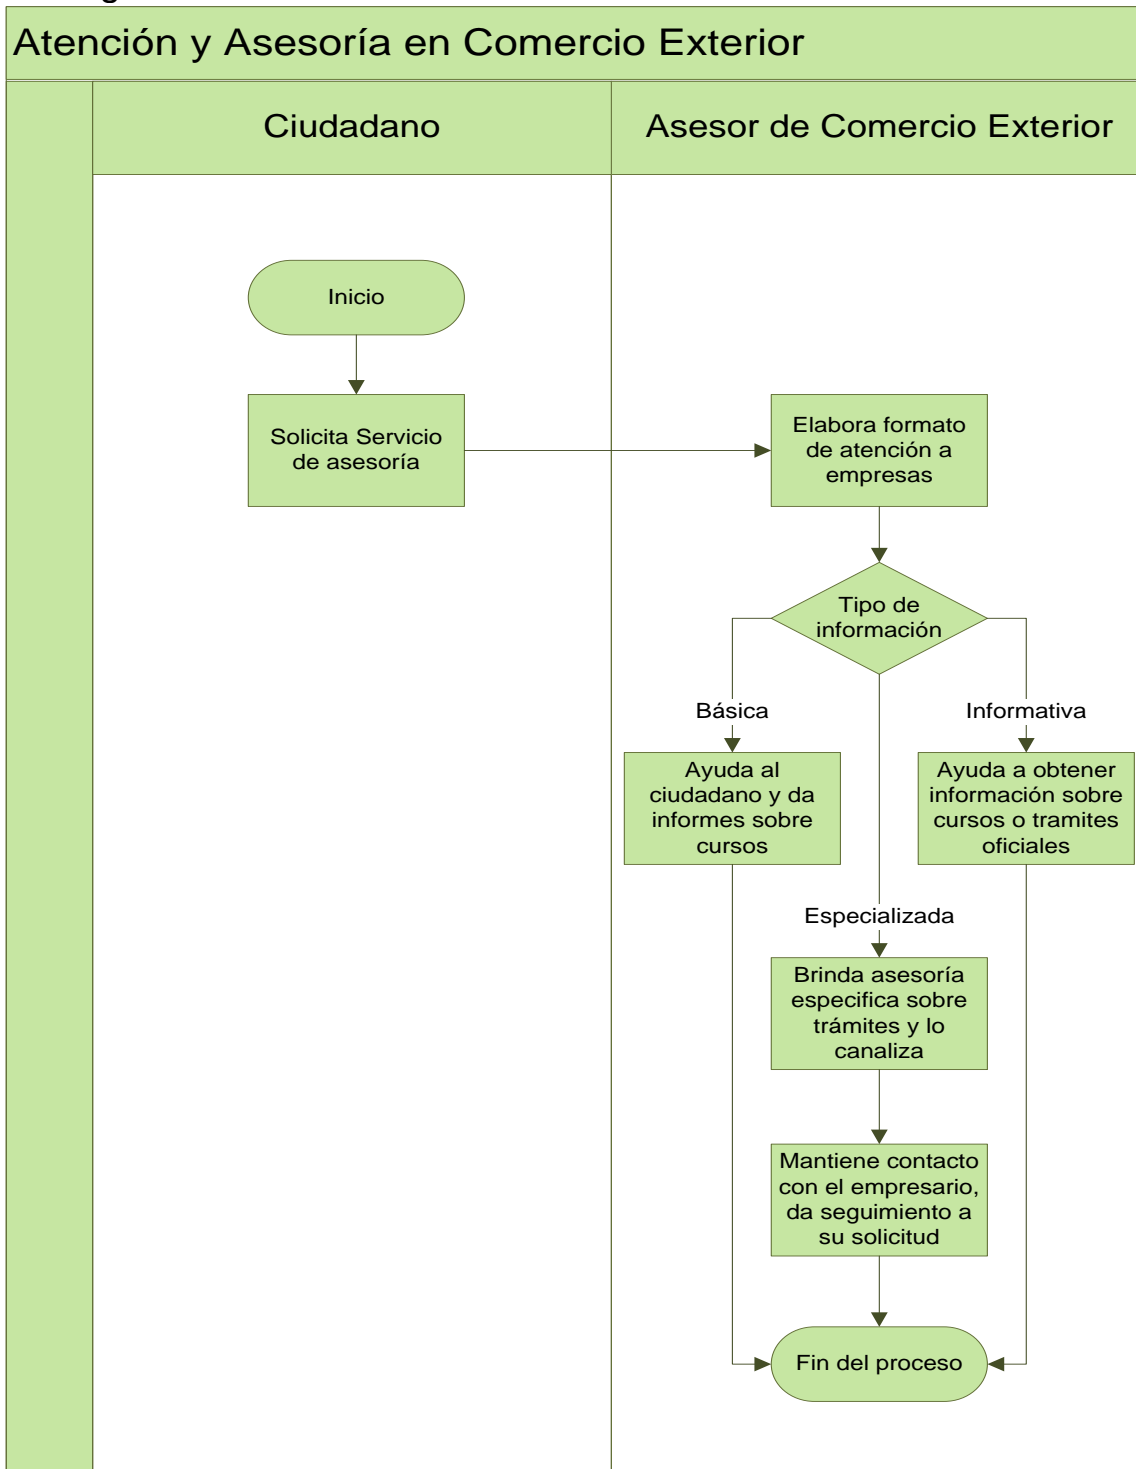 Atención y Asesoría en Comercio Exterior
Ciudadano
Asesor de Comercio Exterior
Inicio
Solicita Servicio
de asesoría
Elabora formato
de atención a
empresas
Tipo de
información
Básica
Informativa
Ayuda al
ciudadano y da
informes sobre
cursos
Ayuda a obtener
información sobre
cursos o tramites
oficiales
Especializada
Brinda asesoría
especifica sobre
trámites y lo
canaliza
Mantiene contacto
con el empresario,
da seguimiento a
su solicitud
Fin del proceso